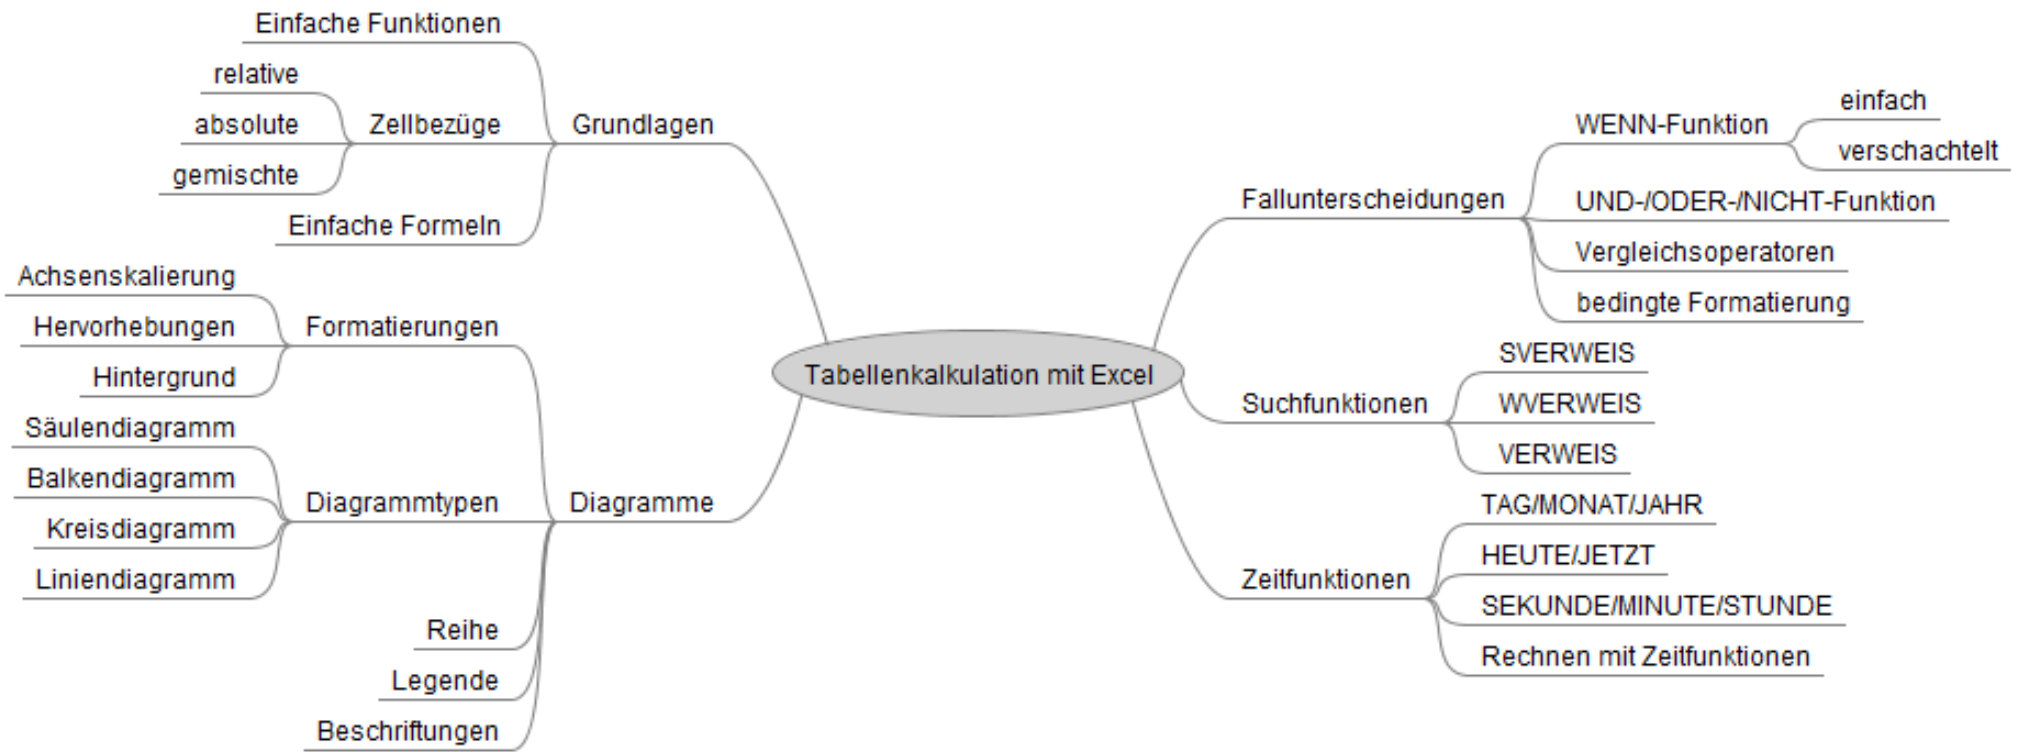 Tabellenkalkulation mit Excel
Grundlagen
Einfache Funktionen
Zellbezüge
relative
absolute
gemischte
Einfache Formeln
Diagramme
Formatierungen
Achsenskalierung
Hervorhebungen
Hintergrund
Diagrammtypen
Säulendiagramm
Balkendiagramm
Kreisdiagramm
Liniendiagramm
Reihe
Legende
Beschriftungen
Fallunterscheidungen
WENN-Funktion
einfach
verschachtelt
UND-/ODER-/NICHT-Funktion
Vergleichsoperatoren
bedingte Formatierung
Suchfunktionen
SVERWEIS
WVERWEIS
VERWEIS
Zeitfunktionen
TAG/MONAT/JAHR
HEUTE/JETZT
SEKUNDE/MINUTE/STUNDE
Rechnen mit Zeitfunktionen